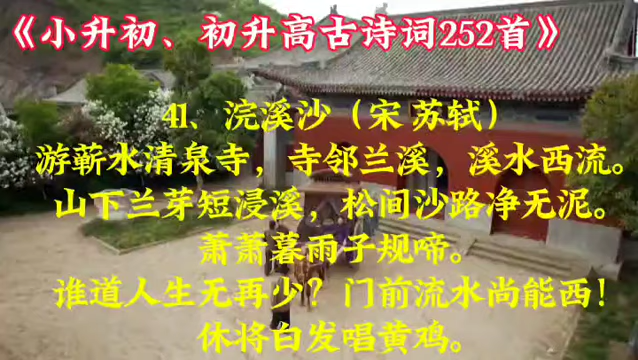 《小升初、初升高古诗词252首》
41、浣溪沙（宋 苏轼）
游蕲水清泉寺，寺邻兰溪，溪水西流。
山下兰芽短浸溪，松间沙路净无泥。
萧萧暮雨子规啼。
谁道人生无再少？门前流水尚能西！
休将白发唱黄鸡。